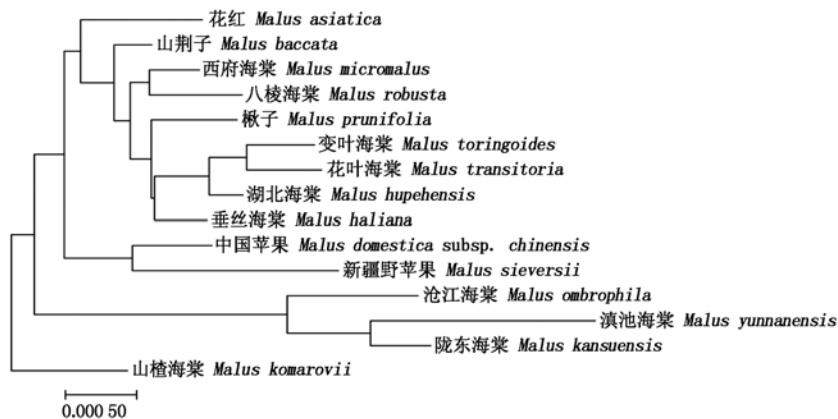 花红 Malus asiatica
山荆子 Malus baccata
西府海棠 Malus micromalus
八棱海棠 Malus robusta
楸子 Malus prunifolia
变叶海棠 Malus toringoides
花叶海棠 Malus transitoria
湖北海棠 Malus hupehensis
垂丝海棠 Malus haliana
中国苹果 Malus domestica subsp. chinensis
新疆野苹果 Malus sieversii
沧江海棠 Malus ombrophila
滇池海棠 Malus yunnanensis
陇东海棠 Malus kansuensis
山楂海棠 Malus komarovii
0.000 50